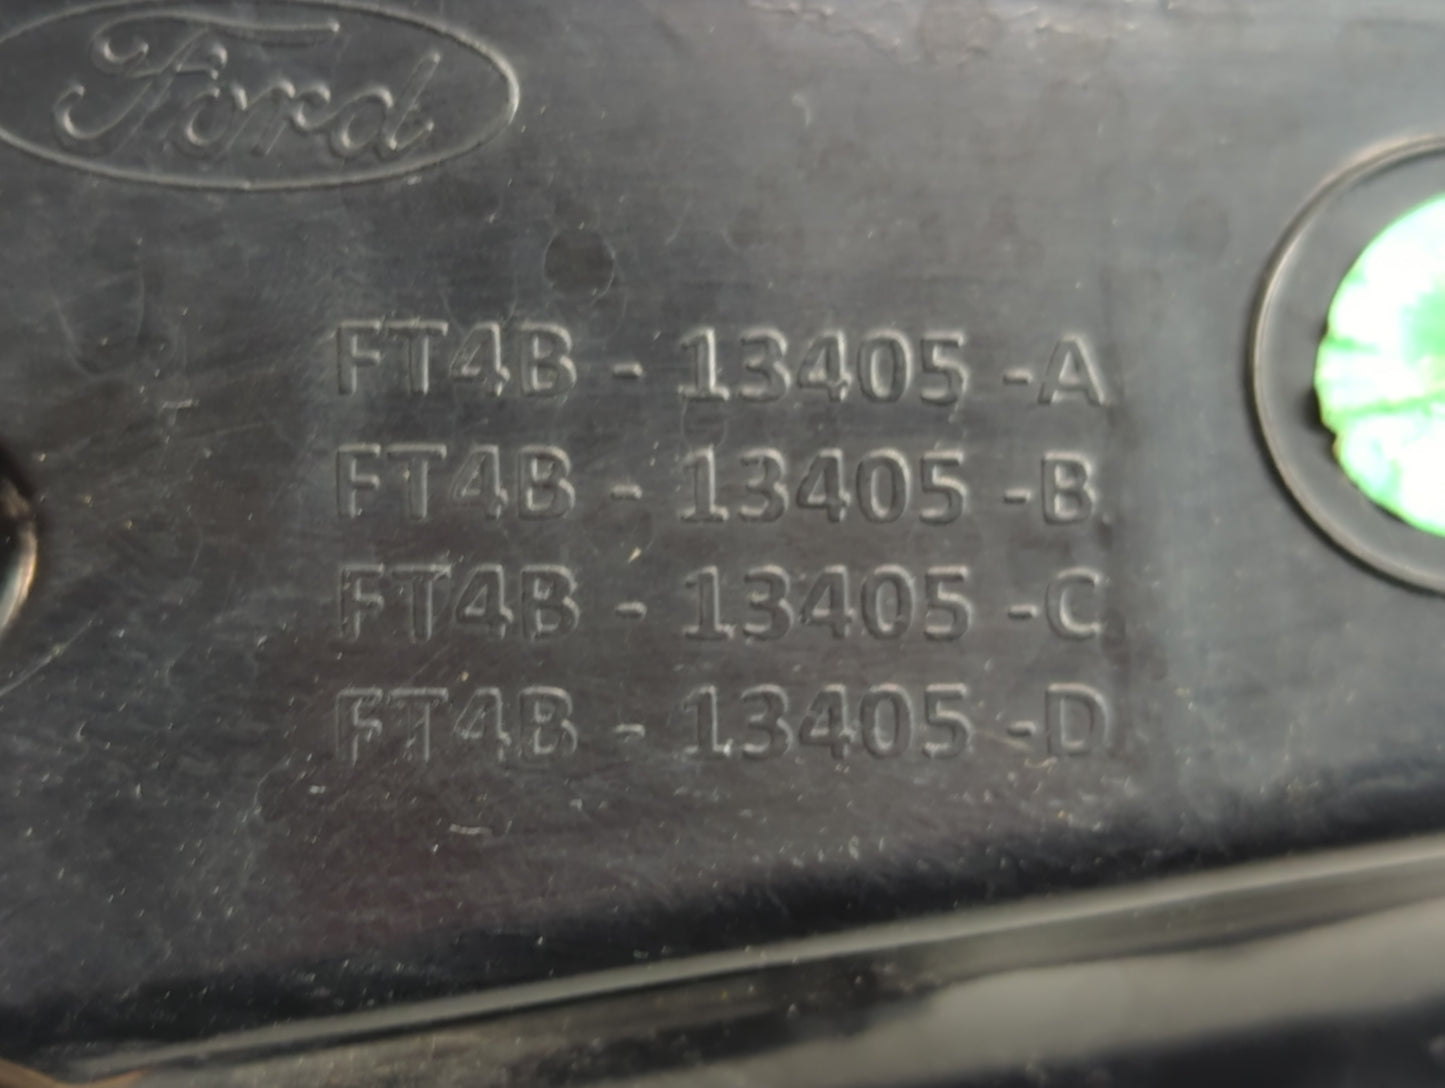 Ford
FT4B - 13405 -A
FT4B - 13405 -B
FT4B - 13405 -C
FT4B - 13405 -D